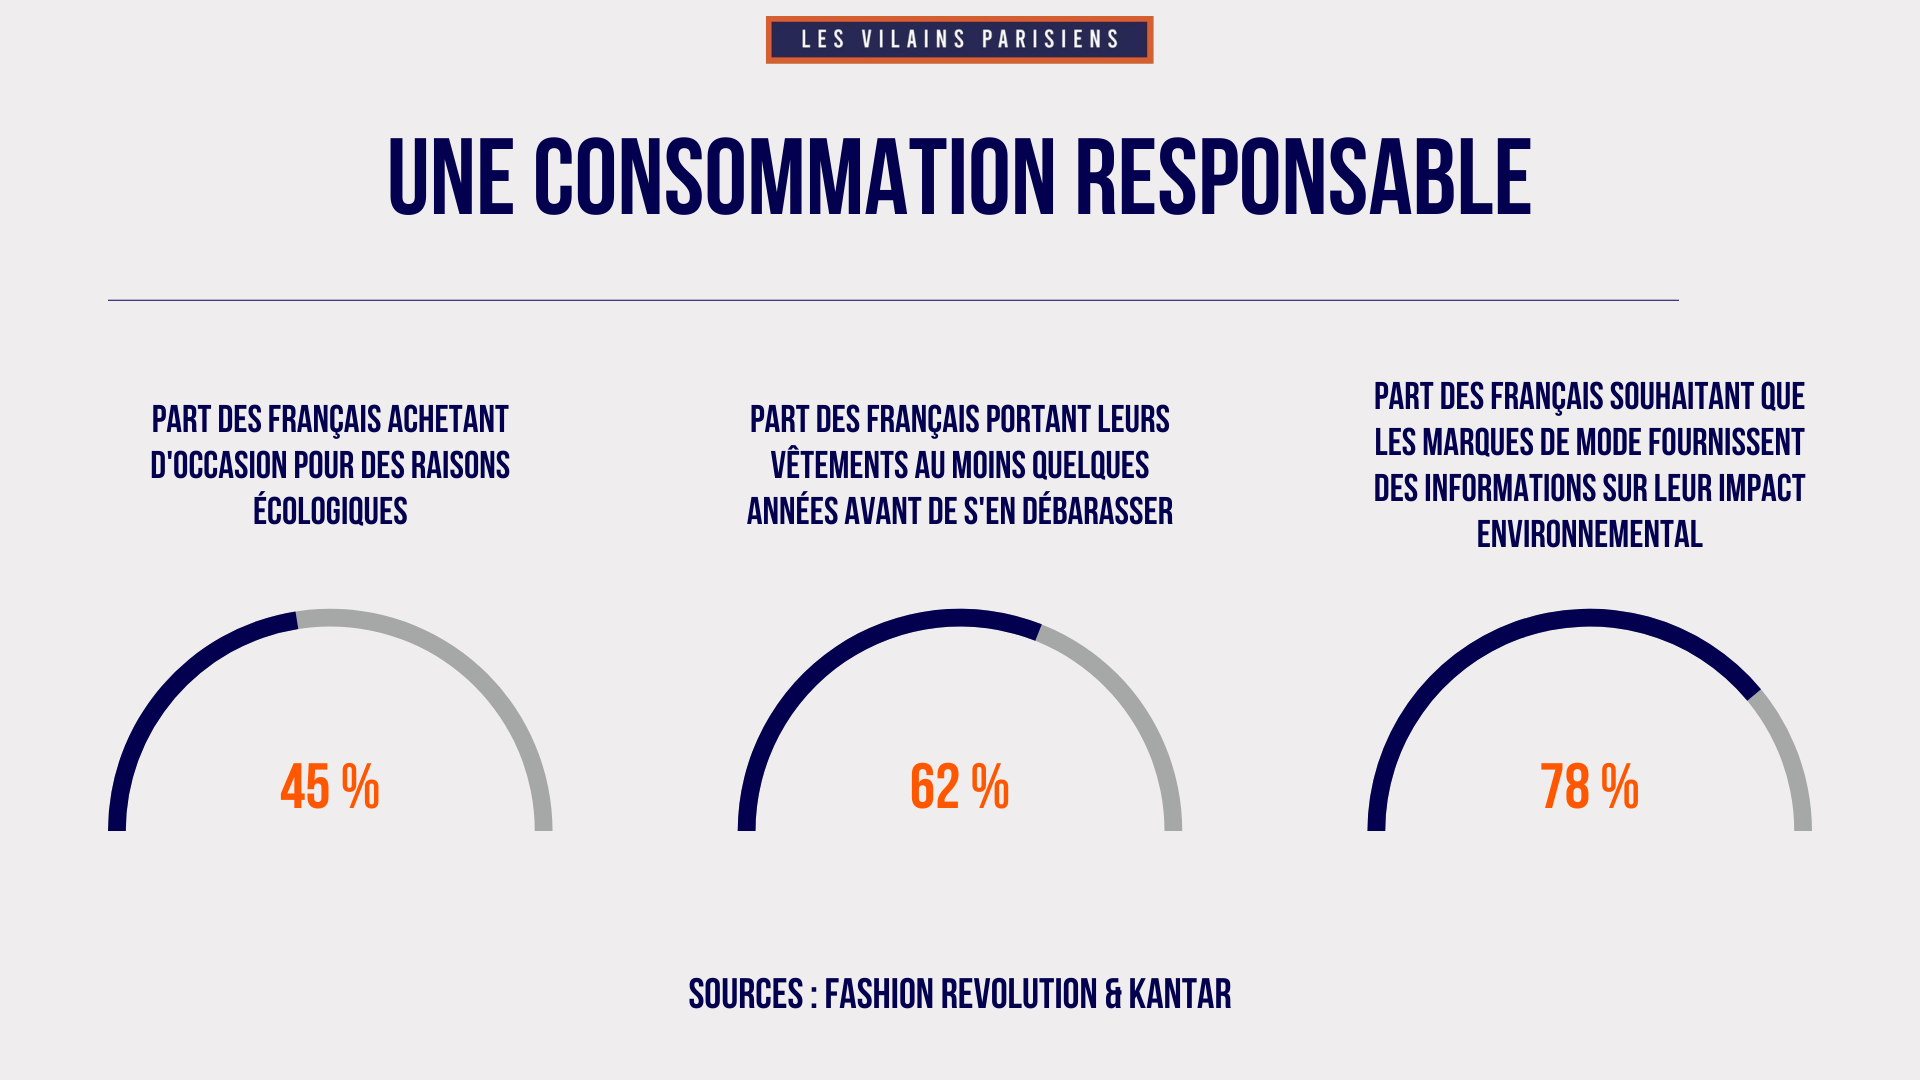 LES VILAINS PARISIENS
UNE CONSOMMATION RESPONSABLE
PART DES FRANÇAIS ACHETANT
D'OCCASION POUR DES RAISONS
ÉCOLOGIQUES
45 %
PART DES FRANÇAIS PORTANT LEURS
VÊTEMENTS AU MOINS QUELQUES
ANNÉES AVANT DE S'EN DÉBARASSER
62 %
PART DES FRANÇAIS SOUHAITANT QUE
LES MARQUES DE MODE FOURNISSENT
DES INFORMATIONS SUR LEUR IMPACT
ENVIRONNEMENTAL
78 %
SOURCES : FASHION REVOLUTION & KANTAR